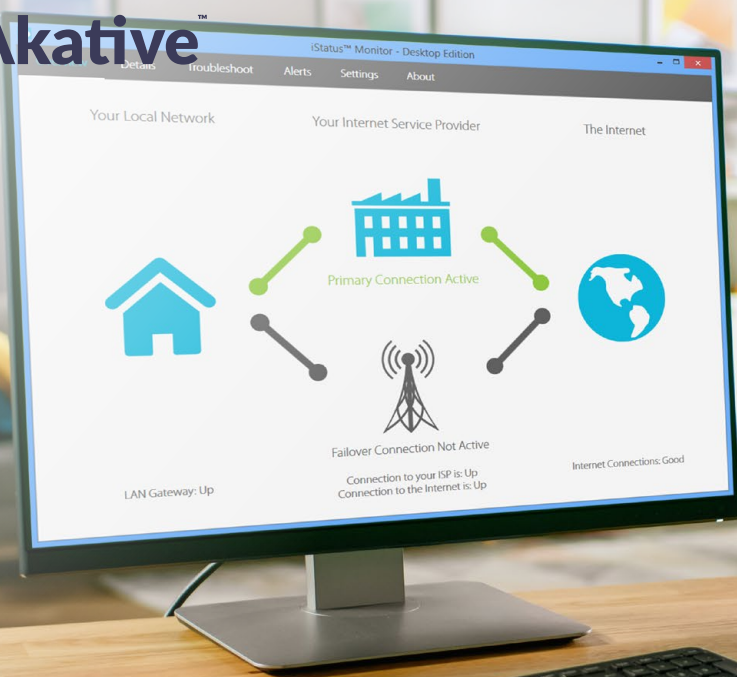 Akative™
iStatus™ Monitor - Desktop Edition
Details Troubleshoot Alerts Settings About
Your Local Network Your Internet Service Provider The Internet
Primary Connection Active
Failover Connection Not Active
LAN Gateway: Up
Connection to your ISP is: Up
Connection to the Internet is: Up
Internet Connections: Good